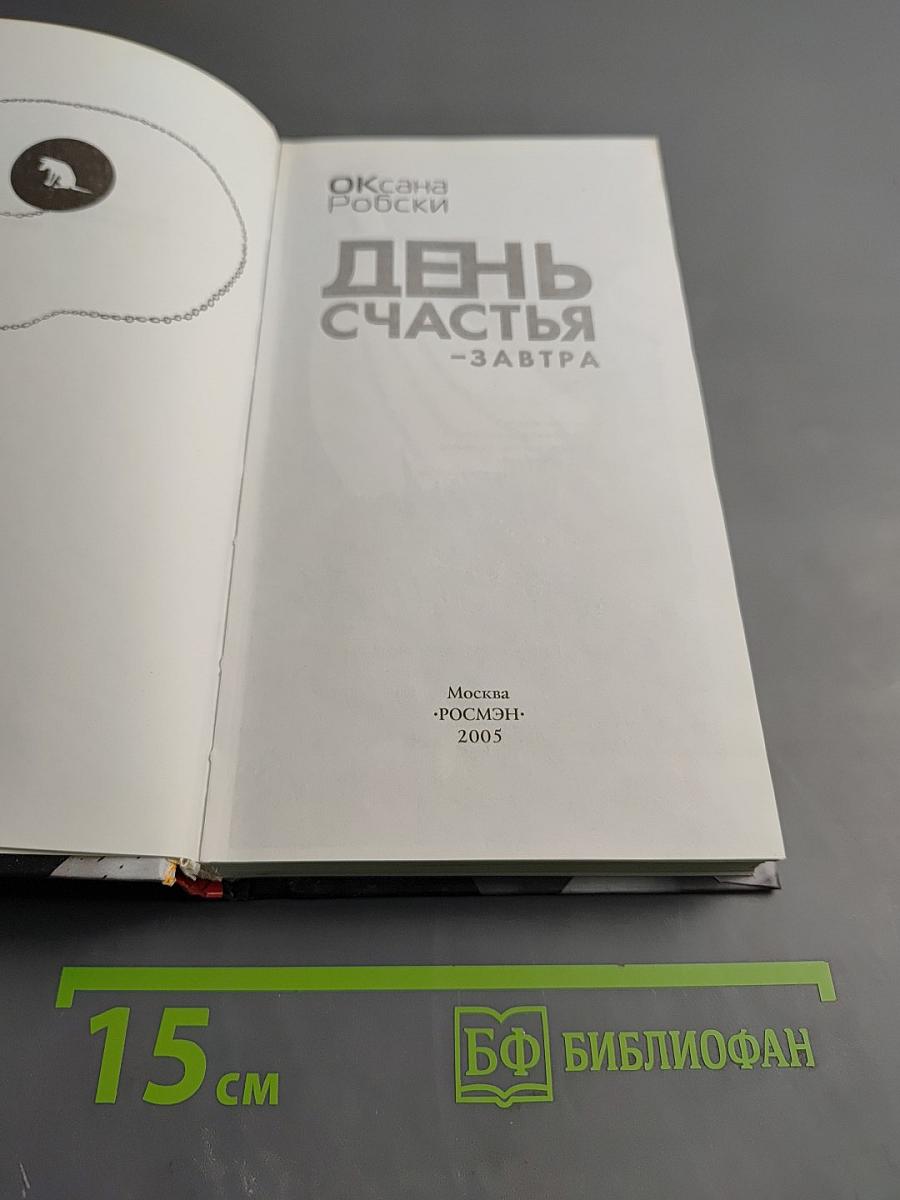 ОКсана
Робски
ДЕНЬ
СЧАСТЬЯ
–ЗАВТРА
Москва
·РОСМЭН·
2005
15 см
БФ БИБЛИОФАН